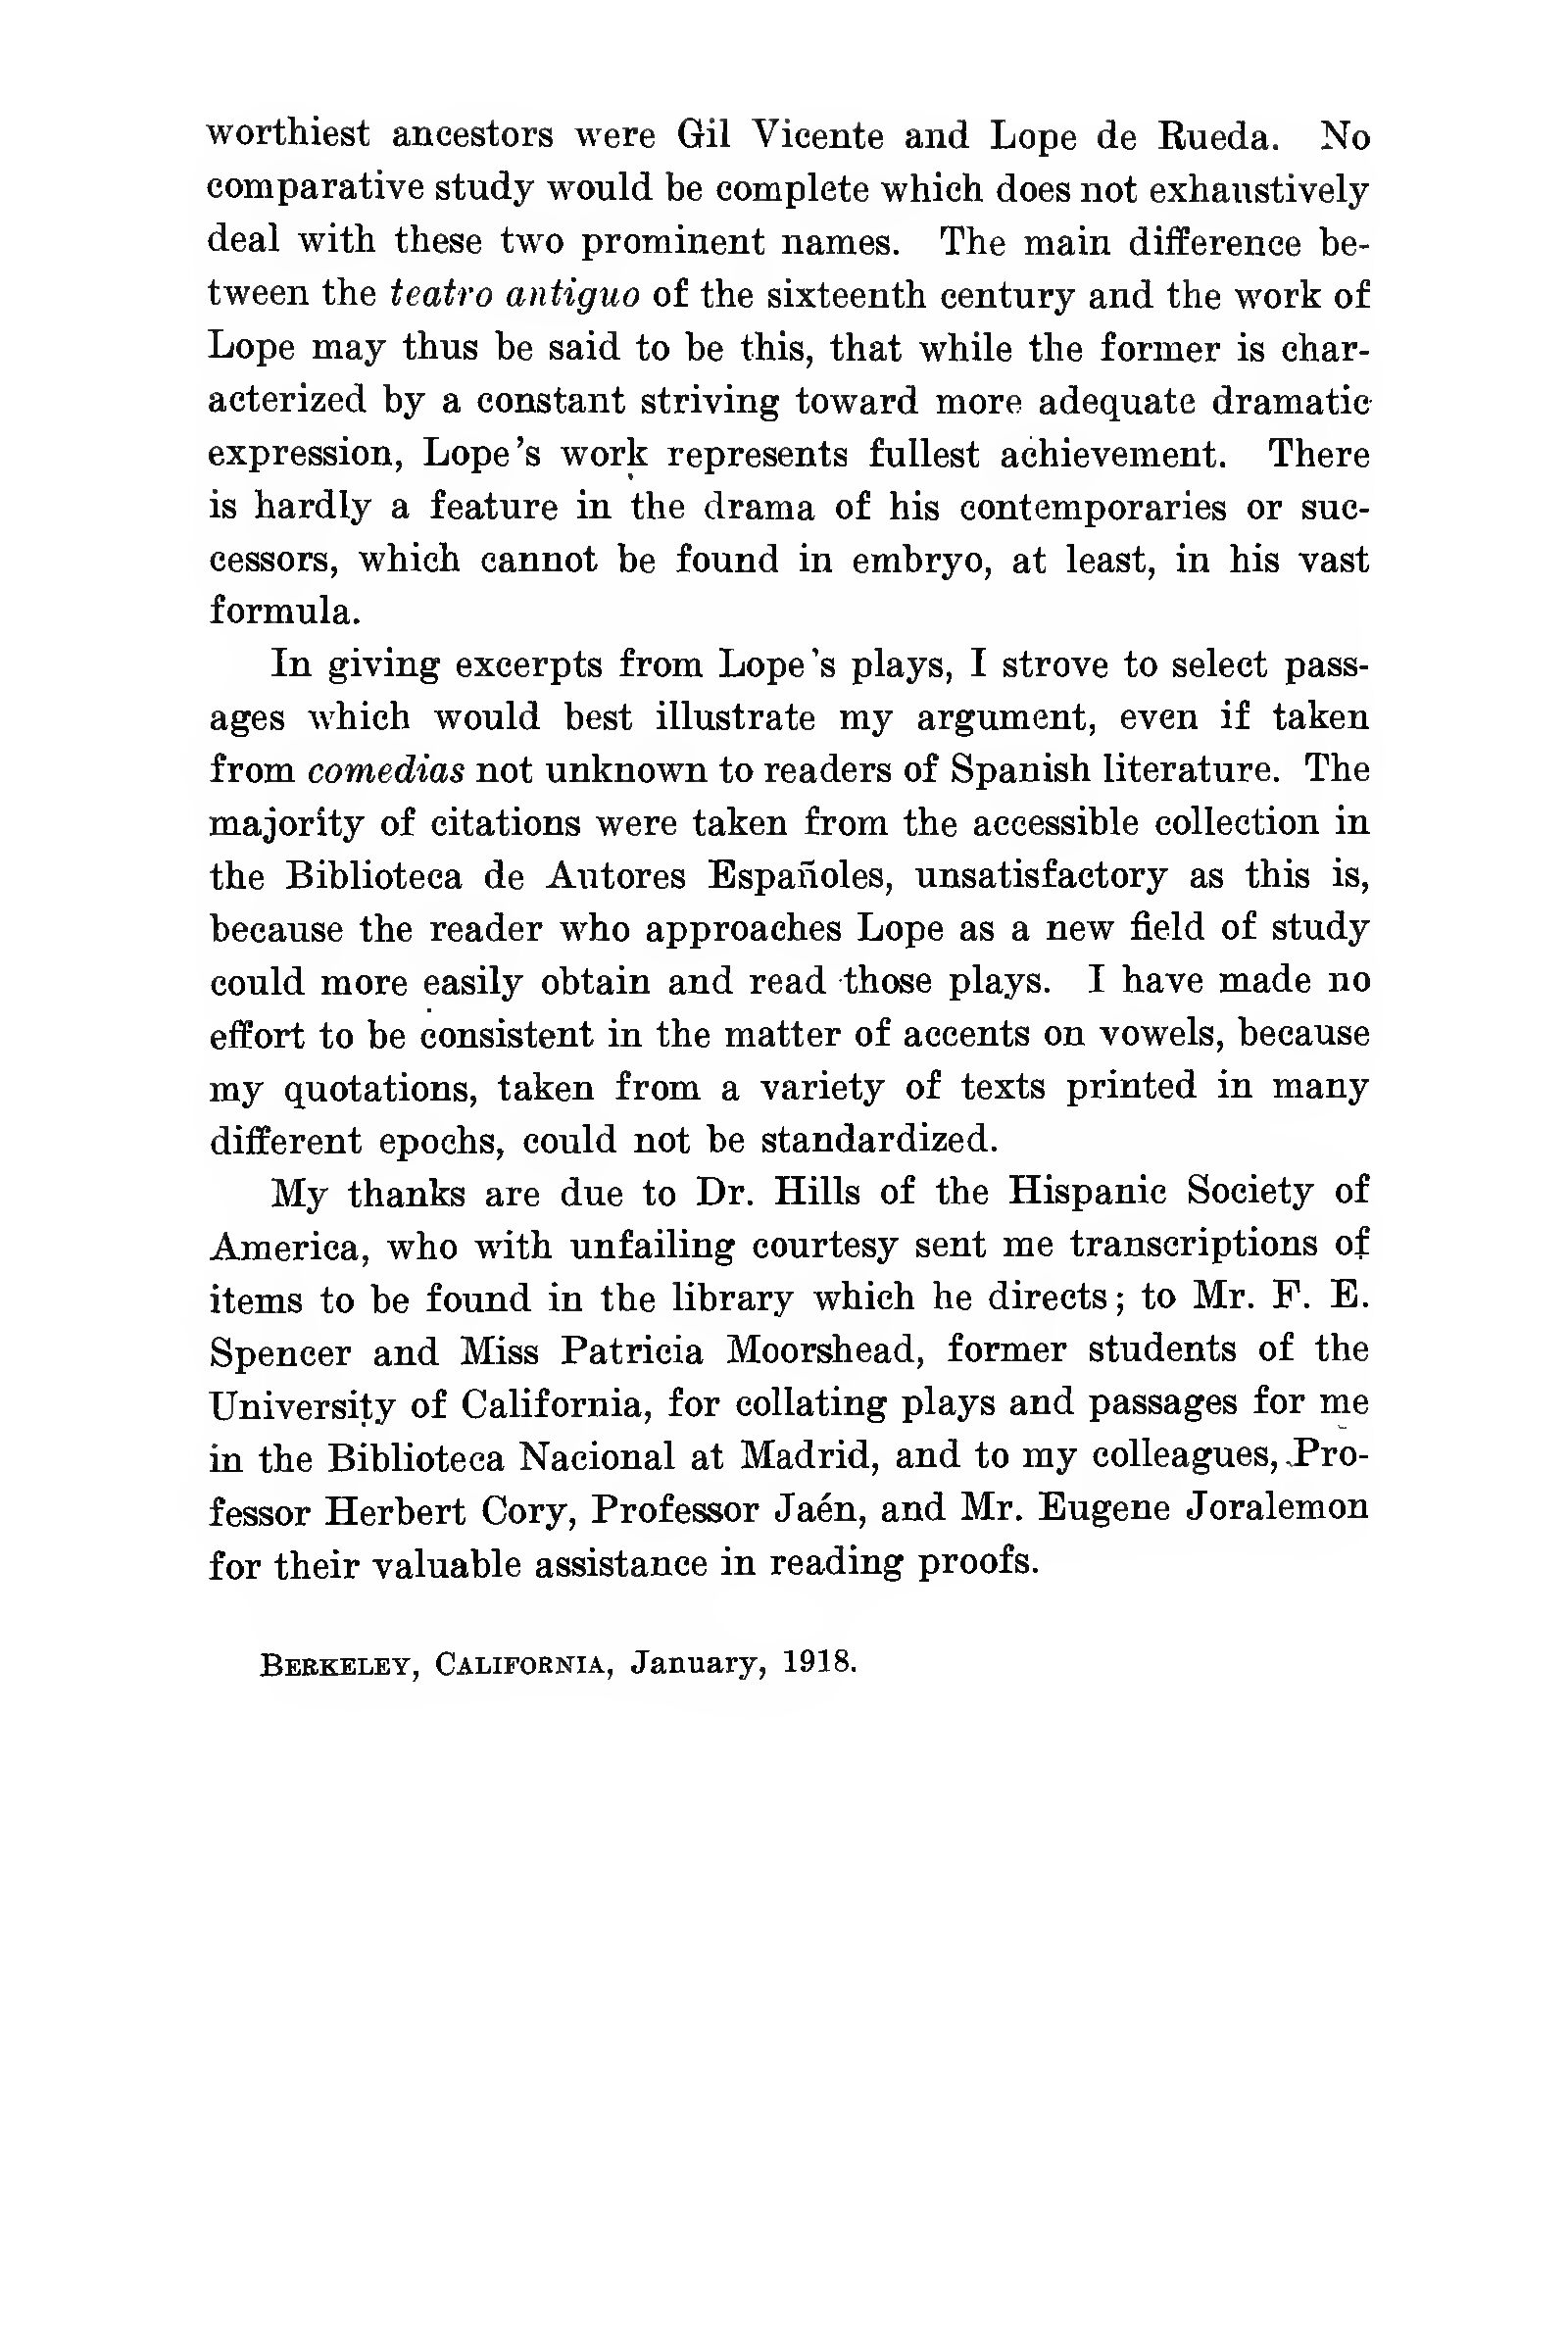 worthiest ancestors were Gil Vicente and Lope de Rueda. No
comparative study would be complete which does not exhaustively
deal with these two prominent names. The main difference be-
tween the teatro antiguo of the sixteenth century and the work of
Lope may thus be said to be this, that while the former is char-
acterized by a constant striving toward more adequate dramatic
expression, Lope's work represents fullest achievement. There
is hardly a feature in the drama of his contemporaries or suc-
cessors, which cannot be found in embryo, at least, in his vast
formula.
In giving excerpts from Lope's plays, I strove to select pass-
ages which would best illustrate my argument, even if taken
from comedias not unknown to readers of Spanish literature. The
majority of citations were taken from the accessible collection in
the Biblioteca de Autores Españoles, unsatisfactory as this is,
because the reader who approaches Lope as a new field of study
could more easily obtain and read those plays. I have made no
effort to be consistent in the matter of accents on vowels, because
my quotations, taken from a variety of texts printed in many
different epochs, could not be standardized.
My thanks are due to Dr. Hills of the Hispanic Society of
America, who with unfailing courtesy sent me transcriptions of
items to be found in the library which he directs; to Mr. F. E.
Spencer and Miss Patricia Moorshead, former students of the
University of California, for collating plays and passages for me
in the Biblioteca Nacional at Madrid, and to my colleagues, Pro-
fessor Herbert Cory, Professor Jaén, and Mr. Eugene Joralemon
for their valuable assistance in reading proofs.
BERKELEY, CALIFORNIA, January, 1918.